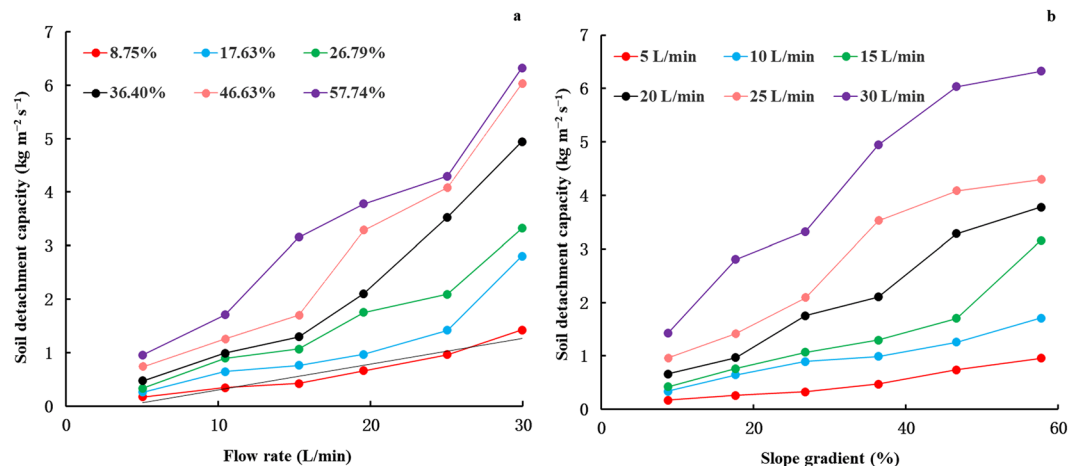 a
Soil detachment capacity (kg m⁻² s⁻¹)
7
6
5
4
3
2
1
0
8.75% 17.63% 26.79%
36.40% 46.63% 57.74%
0 10 20 30
Flow rate (L/min)
b
Soil detachment capacity (kg m⁻² s⁻¹)
7
6
5
4
3
2
1
0
5 L/min 10 L/min 15 L/min
20 L/min 25 L/min 30 L/min
0 20 40 60
Slope gradient (%)